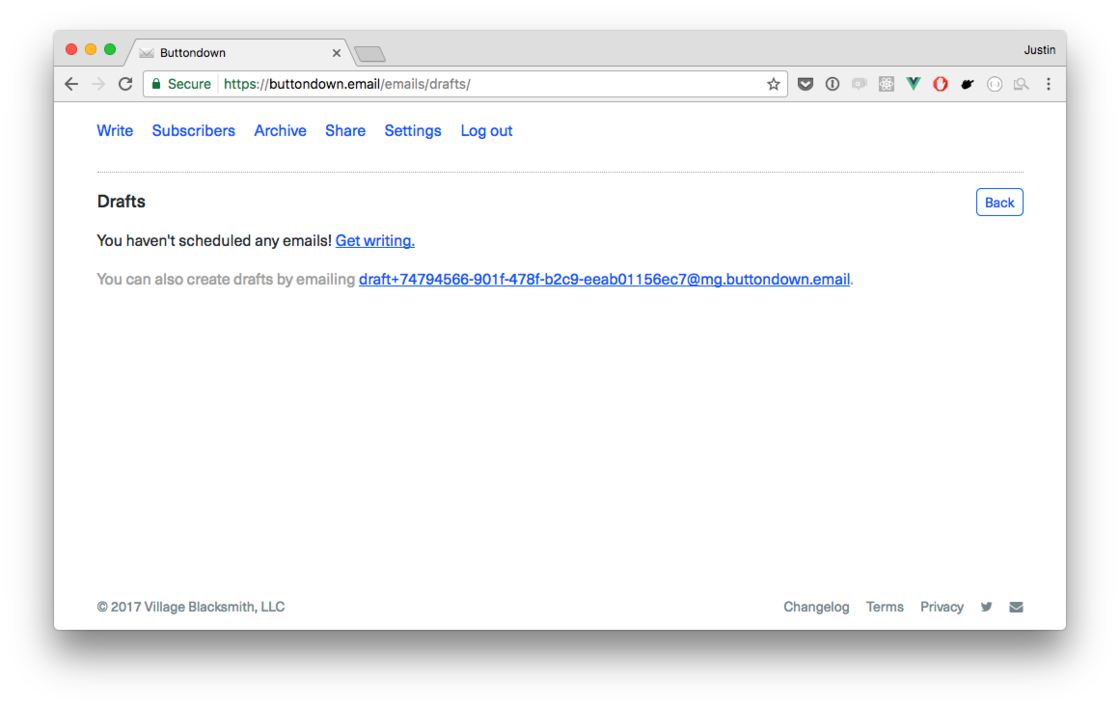 Buttondown
Justin
Secure https://buttondown.email/emails/drafts/
Write Subscribers Archive Share Settings Log out
Drafts
Back
You haven't scheduled any emails! Get writing.
You can also create drafts by emailing draft+74794566-901f-478f-b2c9-eeab01156ec7@mg.buttondown.email.
© 2017 Village Blacksmith, LLC
Changelog Terms Privacy